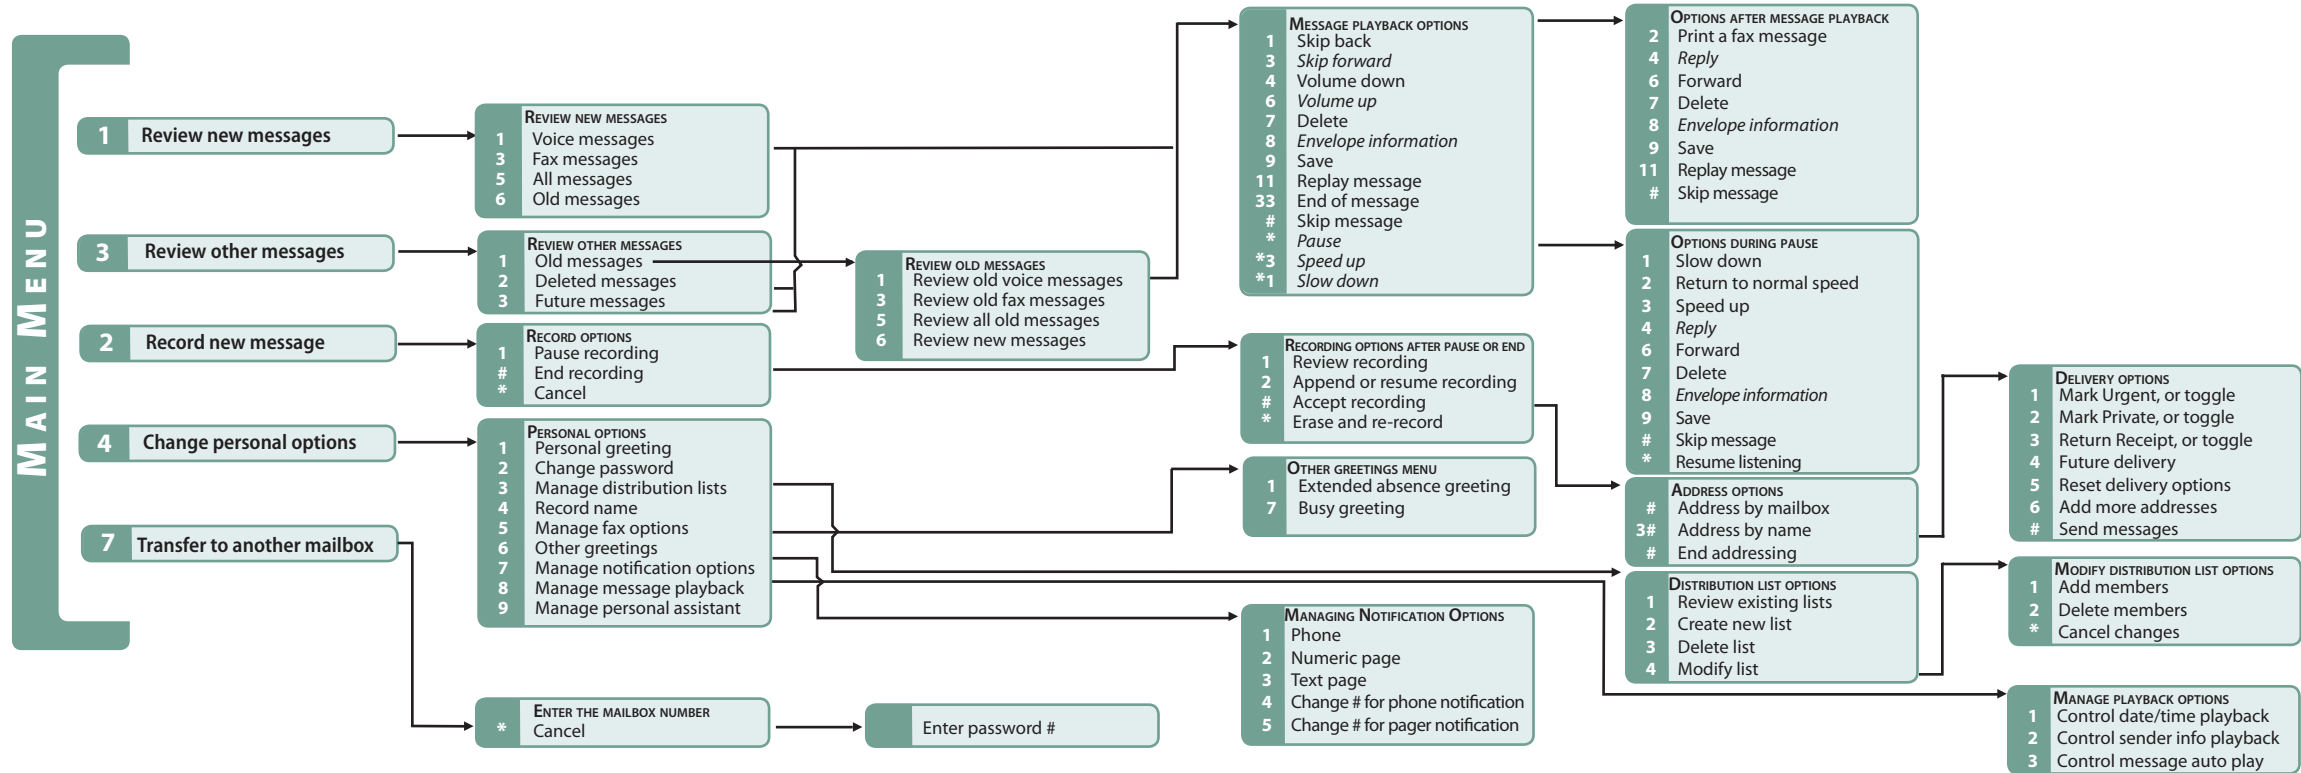 MAIN MENU
1 Review new messages
3 Review other messages
2 Record new message
4 Change personal options
7 Transfer to another mailbox
REVIEW NEW MESSAGES
1 Voice messages
3 Fax messages
5 All messages
6 Old messages
REVIEW OTHER MESSAGES
1 Old messages
2 Deleted messages
3 Future messages
RECORD OPTIONS
1 Pause recording
# End recording
* Cancel
PERSONAL OPTIONS
1 Personal greeting
2 Change password
3 Manage distribution lists
4 Record name
5 Manage fax options
6 Other greetings
7 Manage notification options
8 Manage message playback
9 Manage personal assistant
ENTER THE MAILBOX NUMBER
* Cancel
Enter password #
REVIEW OLD MESSAGES
1 Review old voice messages
3 Review old fax messages
5 Review all old messages
6 Review new messages
MESSAGE PLAYBACK OPTIONS
1 Skip back
3 Skip forward
4 Volume down
6 Volume up
7 Delete
8 Envelope information
9 Save
11 Replay message
33 End of message
# Skip message
* Pause
*3 Speed up
*1 Slow down
RECORDING OPTIONS AFTER PAUSE OR END
1 Review recording
2 Append or resume recording
# Accept recording
* Erase and re-record
OTHER GREETINGS MENU
1 Extended absence greeting
7 Busy greeting
MANAGING NOTIFICATION OPTIONS
1 Phone
2 Numeric page
3 Text page
4 Change # for phone notification
5 Change # for pager notification
OPTIONS AFTER MESSAGE PLAYBACK
2 Print a fax message
4 Reply
6 Forward
7 Delete
8 Envelope information
9 Save
11 Replay message
# Skip message
OPTIONS DURING PAUSE
1 Slow down
2 Return to normal speed
3 Speed up
4 Reply
6 Forward
7 Delete
8 Envelope information
9 Save
# Skip message
* Resume listening
ADDRESS OPTIONS
# Address by mailbox
3# Address by name
# End addressing
DISTRIBUTION LIST OPTIONS
1 Review existing lists
2 Create new list
3 Delete list
4 Modify list
DELIVERY OPTIONS
1 Mark Urgent, or toggle
2 Mark Private, or toggle
3 Return Receipt, or toggle
4 Future delivery
5 Reset delivery options
6 Add more addresses
# Send messages
MODIFY DISTRIBUTION LIST OPTIONS
1 Add members
2 Delete members
* Cancel changes
MANAGE PLAYBACK OPTIONS
1 Control date/time playback
2 Control sender info playback
3 Control message auto play